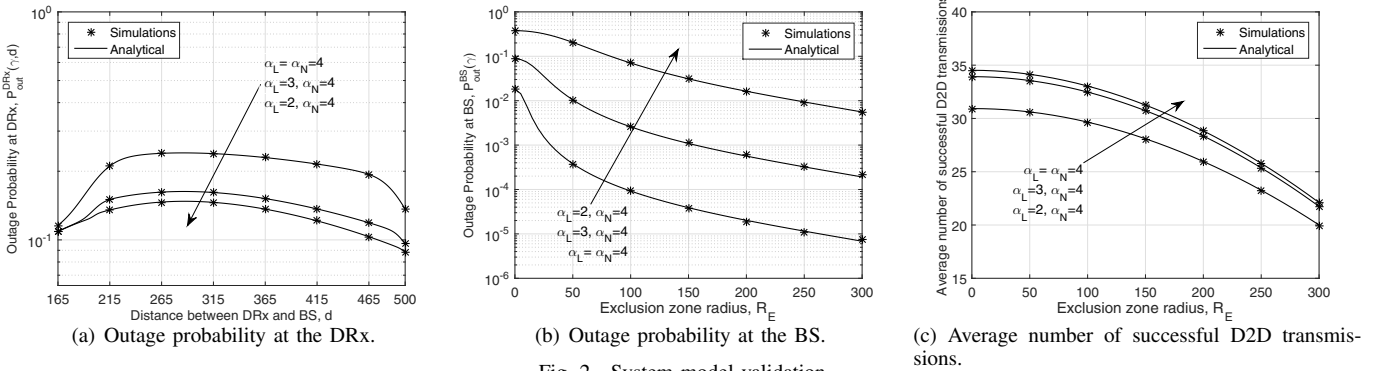 10^0
10^-1
Outage Probability at DRx, P_out^DRx(γ,d)
Simulations
Analytical
α_L= α_N=4
α_L=3, α_N=4
α_L=2, α_N=4
165 215 265 315 365 415 465 500
Distance between DRx and BS, d
(a) Outage probability at the DRx.
10^0
10^-1
10^-2
10^-3
10^-4
10^-5
10^-6
Outage Probability at BS, P_out^BS(γ)
Simulations
Analytical
α_L=2, α_N=4
α_L=3, α_N=4
α_L= α_N=4
0 50 100 150 200 250 300
Exclusion zone radius, R_E
(b) Outage probability at the BS.
40
35
30
25
20
15
Average number of successful D2D transmissions
Simulations
Analytical
α_L= α_N=4
α_L=3, α_N=4
α_L=2, α_N=4
0 50 100 150 200 250 300
Exclusion zone radius, R_E
(c) Average number of successful D2D transmis-
sions.
Fig. 2. System model validation